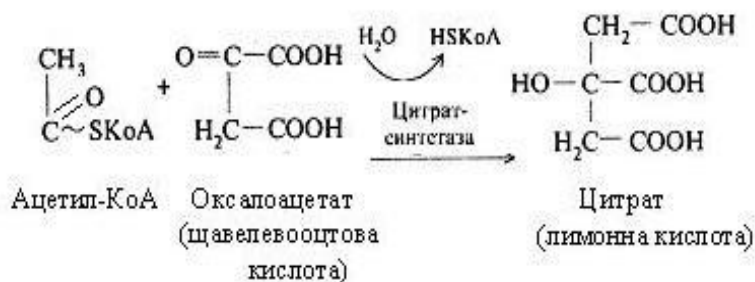 CH₃
C
O
~SKoA
+
O=C–COOH
H₂C–COOH
H₂O
HSKoA
Цитрат-
синтетаза
CH₂–COOH
HO–C–COOH
H₂C–COOH
Ацетил-КоА
Оксалоацетат
(щавелевооцтова
кислота)
Цитрат
(лимонна кислота)